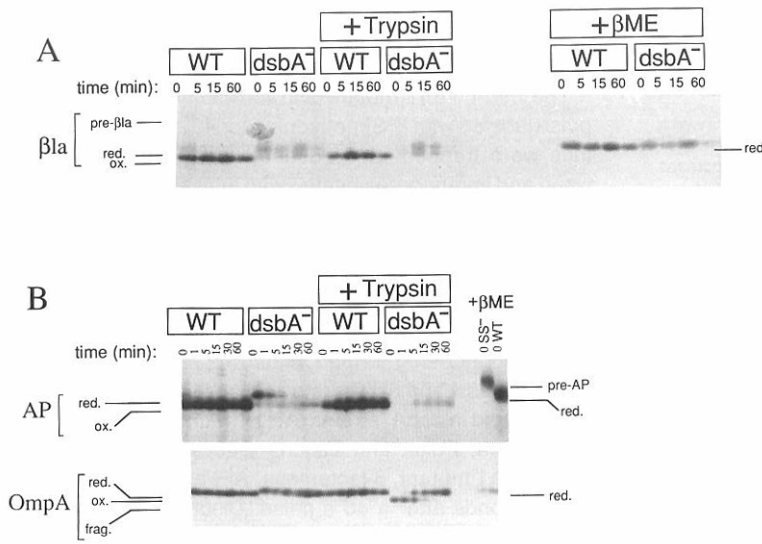 A
+ Trypsin
+ βME
WT
dsbA⁻
WT
dsbA⁻
WT
dsbA⁻
time (min):
0 5 15 60
0 5 15 60
0 5 15 60
0 5 15 60
0 5 15 60
0 5 15 60
βla
pre-βla
red.
ox.
red
B
+ Trypsin
WT
dsbA⁻
WT
dsbA⁻
+βME
time (min):
0 1 5 15 30 60
0 1 5 15 30 60
0 1 5 15 30 60
0 1 5 15 30 60
0 SS⁻
0 WT
AP
red.
ox.
pre-AP
red.
OmpA
red.
ox.
frag.
red.